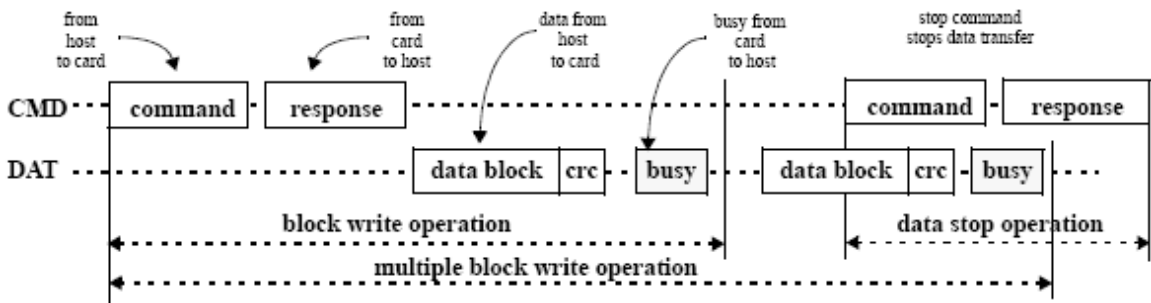 from
host
to card
from
card
to host
data from
host
to card
busy from
card
to host
stop command
stops data transfer
CMD command response command response
DAT data block crc busy data block crc busy
block write operation data stop operation
multiple block write operation